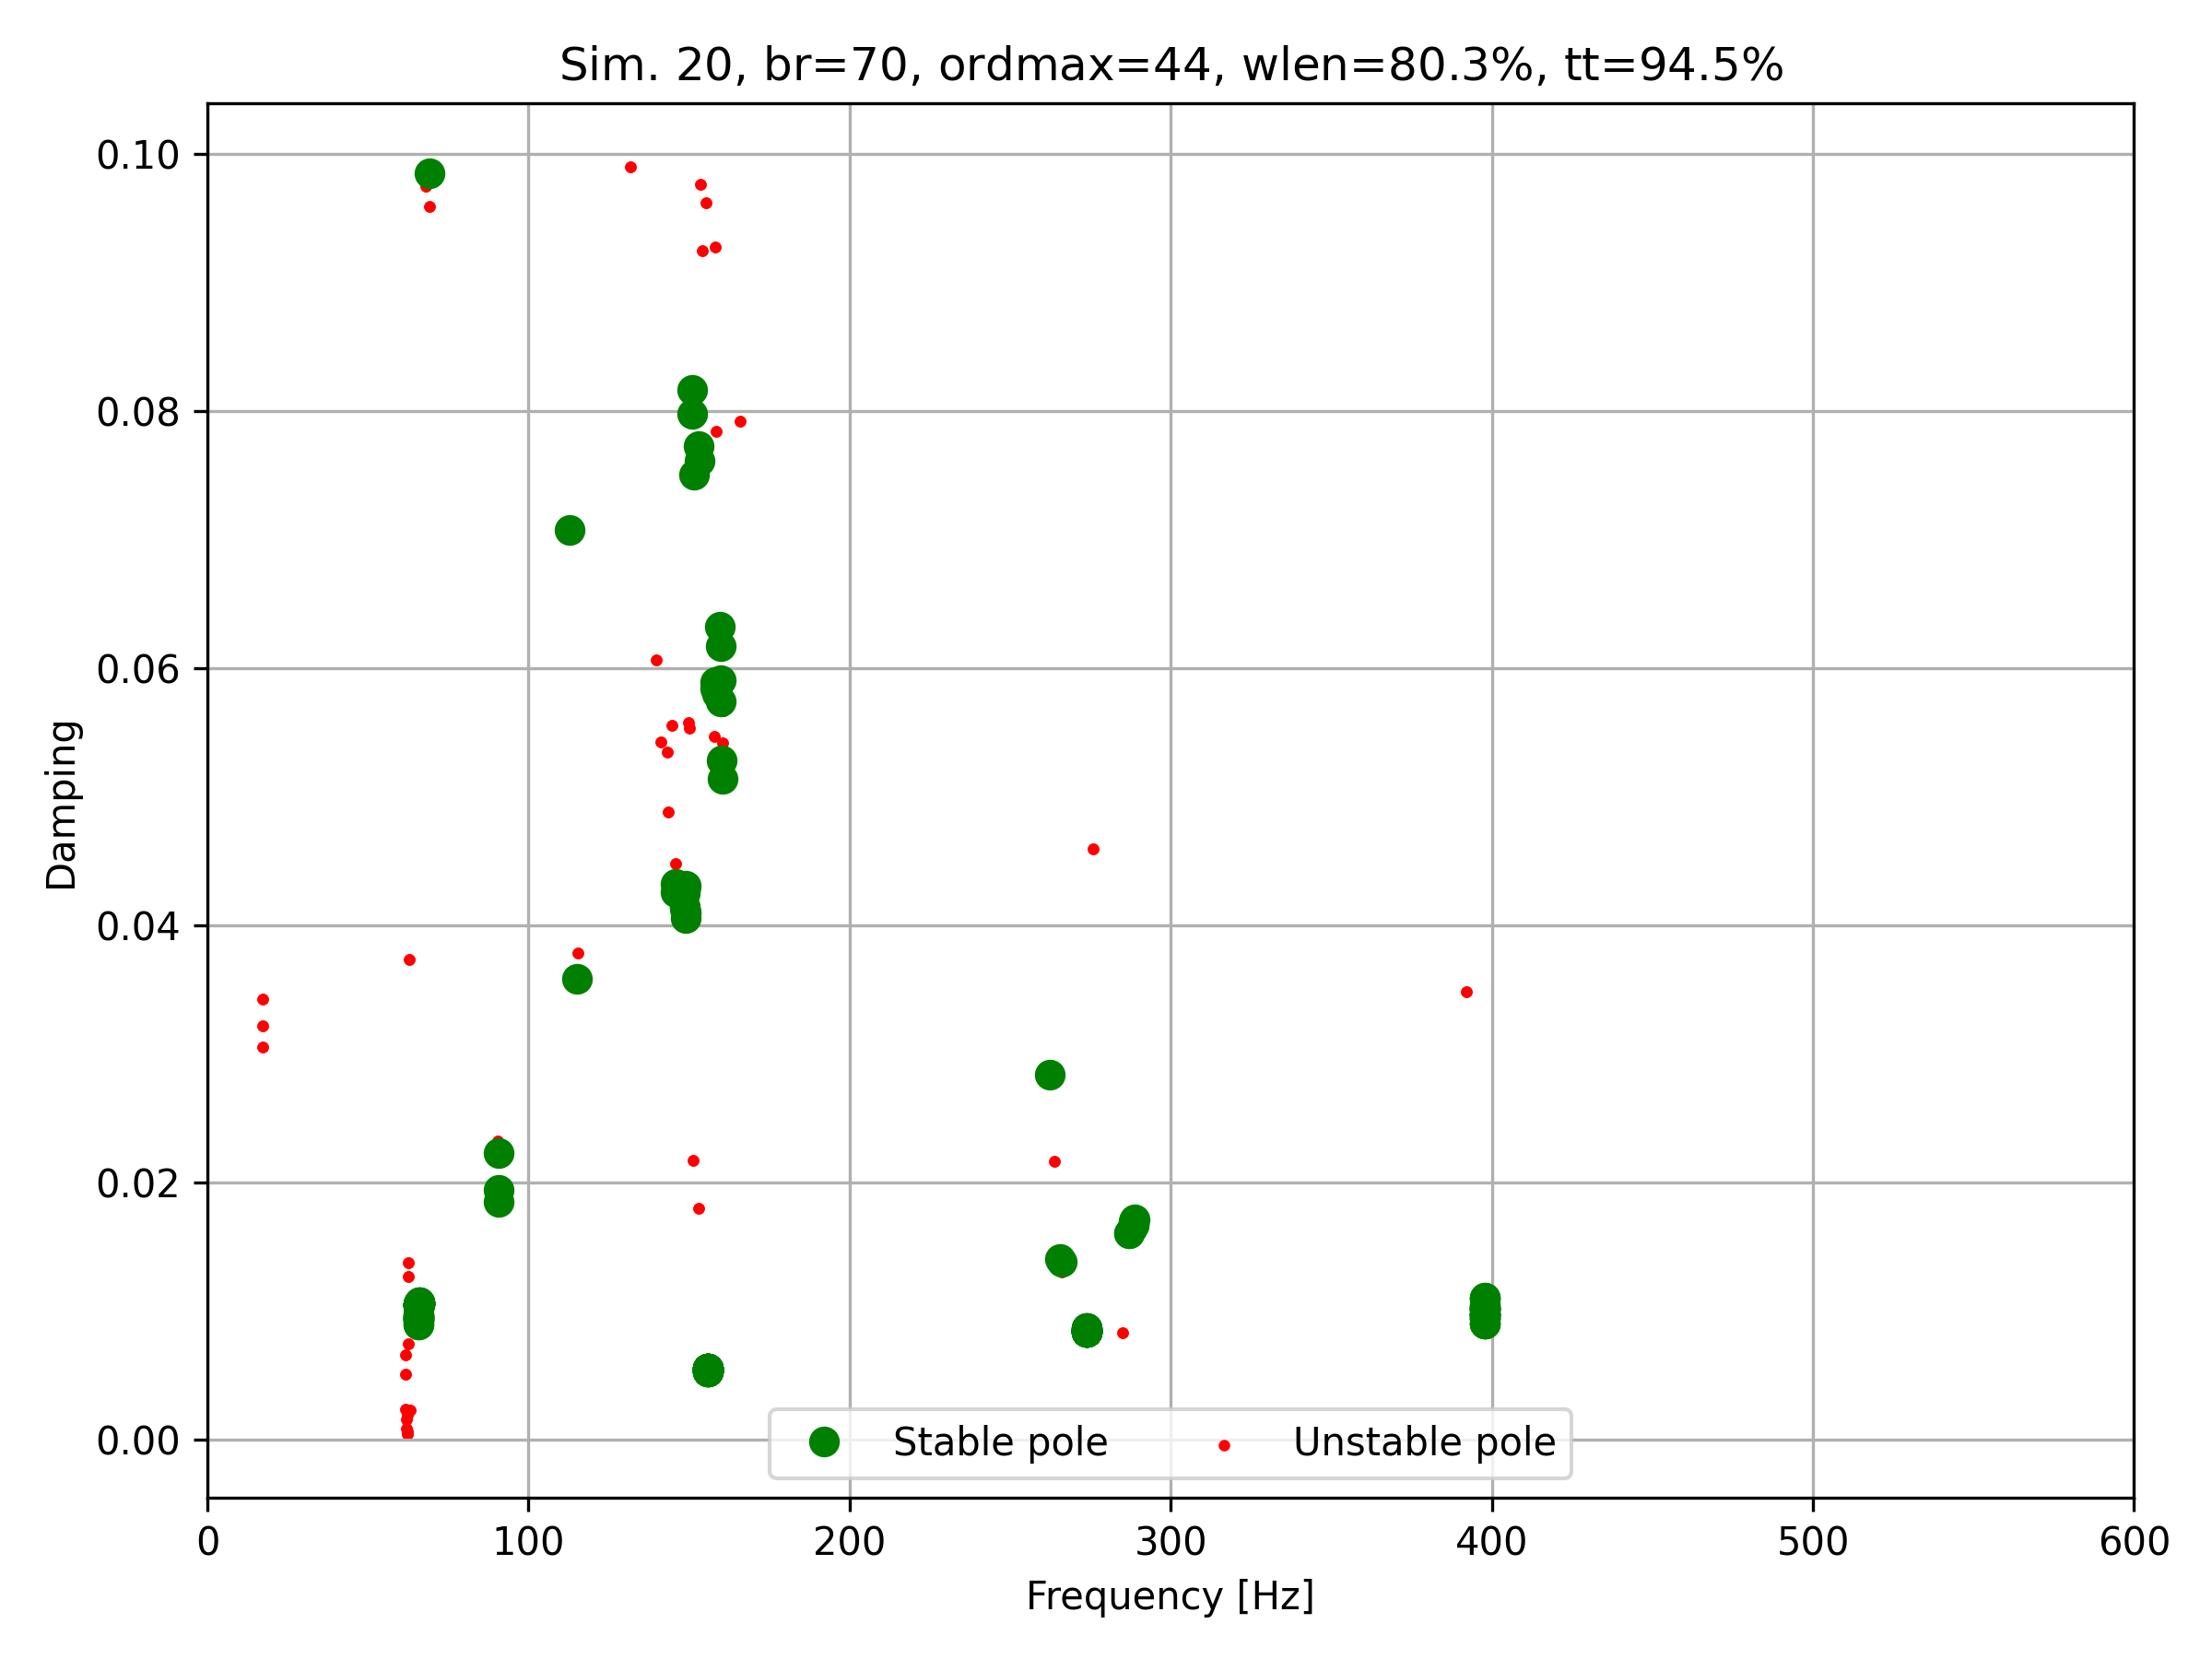 Sim. 20, br=70, ordmax=44, wlen=80.3%, tt=94.5%
0.10
0.08
0.06
0.04
0.02
0.00
Damping
Stable pole
Unstable pole
0 100 200 300 400 500 600
Frequency [Hz]